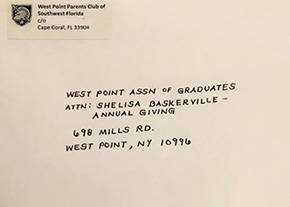 West Point Parents Club of
Southwest Florida
c/o
Cape Coral, FL 33904
WEST POINT ASSN OF GRADUATES
ATTN: SHELISA BASKERVILLE -
ANNUAL GIVING
698 MILLS RD.
WEST POINT, NY 10996